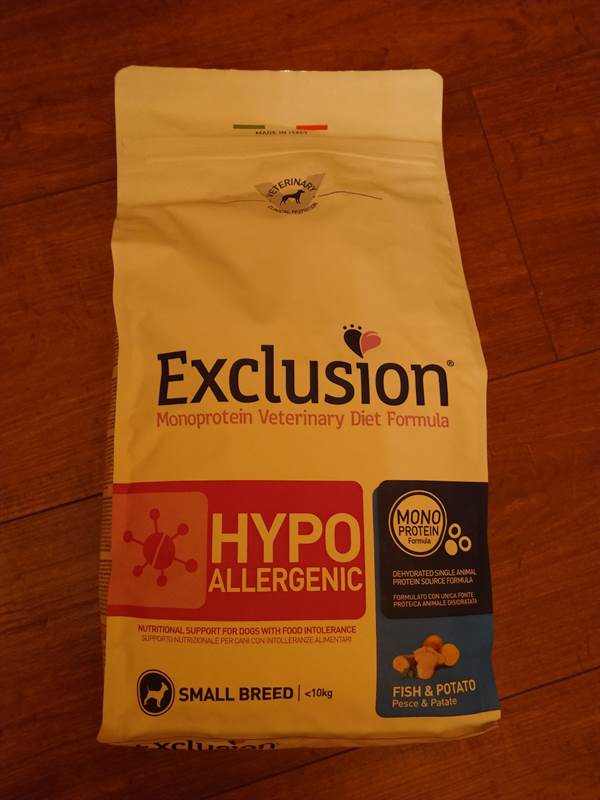 MADE IN ITALY
VETERINARY
Exclusion®
Monoprotein Veterinary Diet Formula
HYPO
ALLERGENIC
MONO
PROTEIN
Formula
DEHYDRATED SINGLE ANIMAL
PROTEIN SOURCE FORMULA
FORMULATO CON UNICA FONTE
PROTEICA ANIMALE DISIDRATATA
NUTRITIONAL SUPPORT FOR DOGS WITH FOOD INTOLERANCE
SUPPORTO NUTRIZIONALE PER CANI CON INTOLLERANZE ALIMENTARI
SMALL BREED | <10kg
FISH & POTATO
Pesce & Patate
Exclusion